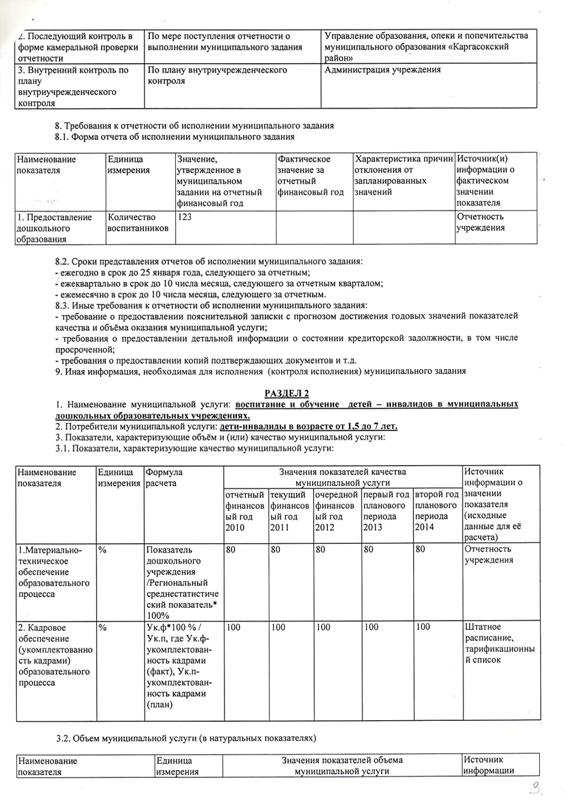 2. Последующий контроль в форме камеральной проверки отчетности | По мере поступления отчетности о выполнении муниципального задания | Управление образования, опеки и попечительства муниципального образования «Каргасокский район»
3. Внутренний контроль по плану внутриучрежденческого контроля | По плану внутриучрежденческого контроля | Администрация учреждения
8. Требования к отчетности об исполнении муниципального задания
8.1. Форма отчета об исполнении муниципального задания
Наименование показателя | Единица измерения | Значение, утвержденное в муниципальном задании на отчетный финансовый год | Фактическое значение за отчетный финансовый год | Характеристика причин отклонения от запланированных значений | Источник(и) информации о фактическом значении показателя
1. Предоставление дошкольного образования | Количество воспитанников | 123 | Отчетность учреждения
8.2. Сроки представления отчетов об исполнении муниципального задания:
- ежегодно в срок до 25 января года, следующего за отчетным;
- ежеквартально в срок до 10 числа месяца, следующего за отчетным кварталом;
- ежемесячно в срок до 10 числа месяца, следующего за отчетным.
8.3. Иные требования к отчетности об исполнении муниципального задания:
- требование о предоставлении пояснительной записки с прогнозом достижения годовых значений показателей
качества и объёма оказания муниципальной услуги;
- требования о предоставлении детальной информации о состоянии кредиторской задолжности, в том числе
просроченной;
- требования о предоставлении копий подтверждающих документов и т.д.
9. Иная информация, необходимая для исполнения (контроля исполнения) муниципального задания
РАЗДЕЛ 2
1. Наименование муниципальной услуги: воспитание и обучение детей – инвалидов в муниципальных
дошкольных образовательных учреждениях.
2. Потребители муниципальной услуги: дети-инвалиды в возрасте от 1,5 до 7 лет.
3. Показатели, характеризующие объём и (или) качество муниципальной услуги:
3.1. Показатели, характеризующие качество муниципальной услуги:
Наименование показателя | Единица измерения | Формула расчета | Значения показателей качества муниципальной услуги | Источник информации о значении показателя (исходные данные для её расчета)
отчетный финансовый год 2010 | текущий финансовый год 2011 | очередной финансовый год 2012 | первый год планового периода 2013 | второй год планового периода 2014
1.Материально-техническое обеспечение образовательного процесса | % | Показатель дошкольного учреждения /Региональный среднестатистический показатель* 100% | 80 | 80 | 80 | 80 | 80 | Отчетность учреждения
2. Кадровое обеспечение (укомплектованность кадрами) образовательного процесса | % | Ук.ф*100 % / Ук.п, где Ук.ф- укомплектованность кадрами (факт), Ук.п- укомплектованность кадрами (план) | 100 | 100 | 100 | 100 | 100 | Штатное расписание, тарификационный список
3.2. Объем муниципальной услуги (в натуральных показателях)
Наименование показателя | Единица измерения | Значения показателей объема муниципальной услуги | Источник информации
9